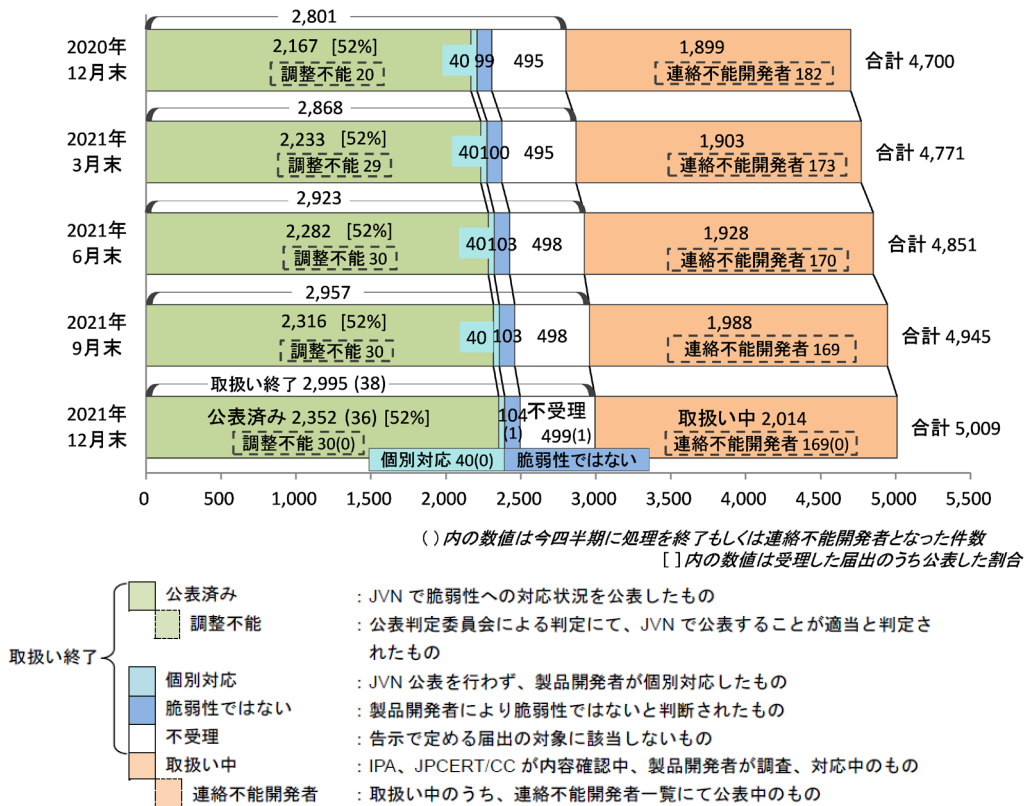 2,801
2020年
12月末
2,167 [52%]
調整不能 20
40 99 495
1,899
連絡不能開発者 182
合計 4,700
2,868
2021年
3月末
2,233 [52%]
調整不能 29
40 100 495
1,903
連絡不能開発者 173
合計 4,771
2,923
2021年
6月末
2,282 [52%]
調整不能 30
40 103 498
1,928
連絡不能開発者 170
合計 4,851
2,957
2021年
9月末
2,316 [52%]
調整不能 30
40 103 498
1,988
連絡不能開発者 169
合計 4,945
取扱い終了 2,995 (38)
2021年
12月末
公表済み 2,352 (36) [52%]
調整不能 30(0)
104
(1)
不受理
499(1)
取扱い中 2,014
連絡不能開発者 169(0)
合計 5,009
個別対応 40(0) 脆弱性ではない
0 500 1,000 1,500 2,000 2,500 3,000 3,500 4,000 4,500 5,000 5,500
( ) 内の数値は今四半期に処理を終了もしくは連絡不能開発者となった件数
[ ] 内の数値は受理した届出のうち公表した割合
取扱い終了
公表済み : JVN で脆弱性への対応状況を公表したもの
調整不能 : 公表判定委員会による判定にて、JVN で公表することが適当と判定さ
れたもの
個別対応 : JVN 公表を行わず、製品開発者が個別対応したもの
脆弱性ではない : 製品開発者により脆弱性ではないと判断されたもの
不受理 : 告示で定める届出の対象に該当しないもの
取扱い中 : IPA、JPCERT/CC が内容確認中、製品開発者が調査、対応中のもの
連絡不能開発者 : 取扱い中のうち、連絡不能開発者一覧にて公表中のもの